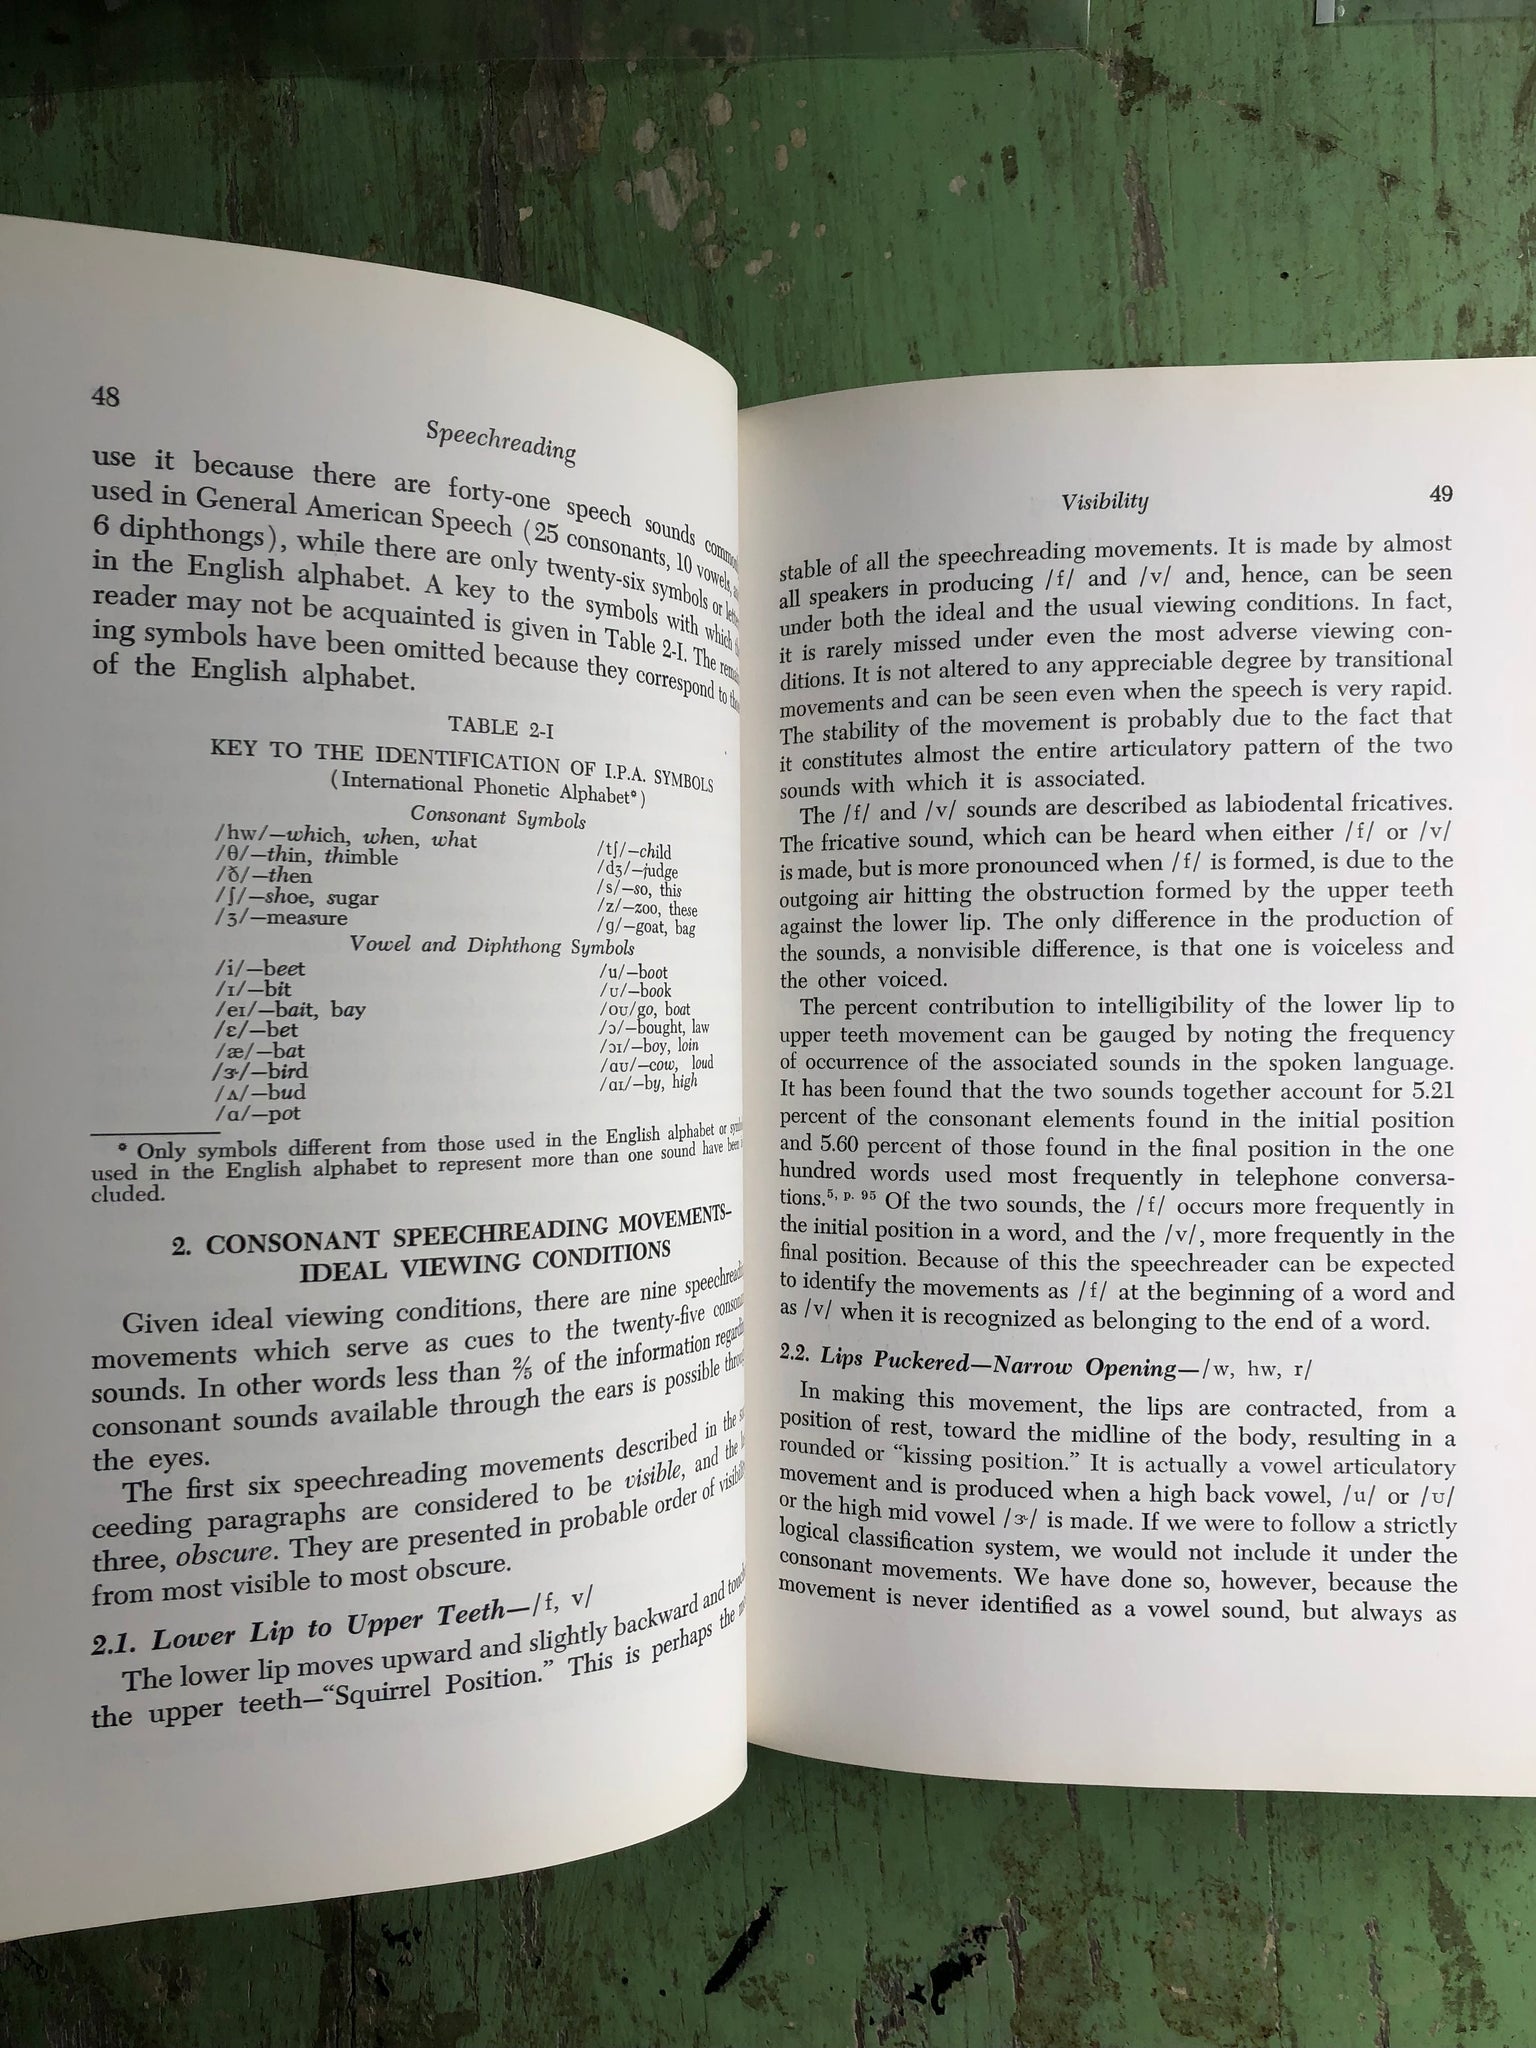 48
Speechreading
use it because there are forty-one speech sounds
used in General American Speech (25 consonants, 10 vowels,
6 diphthongs), while there are only twenty-six symbols or
in the English alphabet. A key to the symbols with which
reader may not be acquainted is given in Table 2-I. The
ing symbols have been omitted because they correspond to
of the English alphabet.
TABLE 2-I
KEY TO THE IDENTIFICATION OF I.P.A. SYMBOLS
(International Phonetic Alphabet*)
Consonant Symbols
/hw/—which, when, what
/θ/—thin, thimble
/ð/—then
/ʃ/—shoe, sugar
/ʒ/—measure
/tʃ/—child
/dʒ/—judge
/s/—so, this
/z/—zoo, these
/g/—goat, bag
Vowel and Diphthong Symbols
/i/—beet
/ɪ/—bit
/eɪ/—bait, bay
/ɛ/—bet
/æ/—bat
/ɝ/—bird
/ʌ/—bud
/ɑ/—pot
/u/—boot
/ʊ/—book
/oʊ/go, boat
/ɔ/—bought, law
/ɔɪ/—boy, loin
/ɑʊ/—cow, loud
/ɑɪ/—by, high
* Only symbols different from those used in the English alphabet or
used in the English alphabet to represent more than one sound have been
cluded.
2. CONSONANT SPEECHREADING MOVEMENTS—
IDEAL VIEWING CONDITIONS
Given ideal viewing conditions, there are nine
movements which serve as cues to the twenty-five
sounds. In other words less than ⅖ of the information
consonant sounds available through the ears is possible
the eyes.
The first six speechreading movements described in the
ceeding paragraphs are considered to be visible, and the
three, obscure. They are presented in probable order of
from most visible to most obscure.
2.1. Lower Lip to Upper Teeth—/f, v/
The lower lip moves upward and slightly backward and
the upper teeth—“Squirrel Position.” This is perhaps the
Visibility
49
stable of all the speechreading movements. It is made by almost
all speakers in producing /f/ and /v/ and, hence, can be seen
under both the ideal and the usual viewing conditions. In fact,
it is rarely missed under even the most adverse viewing con-
ditions. It is not altered to any appreciable degree by transitional
movements and can be seen even when the speech is very rapid.
The stability of the movement is probably due to the fact that
it constitutes almost the entire articulatory pattern of the two
sounds with which it is associated.
The /f/ and /v/ sounds are described as labiodental fricatives.
The fricative sound, which can be heard when either /f/ or /v/
is made, but is more pronounced when /f/ is formed, is due to the
outgoing air hitting the obstruction formed by the upper teeth
against the lower lip. The only difference in the production of
the sounds, a nonvisible difference, is that one is voiceless and
the other voiced.
The percent contribution to intelligibility of the lower lip to
upper teeth movement can be gauged by noting the frequency
of occurrence of the associated sounds in the spoken language.
It has been found that the two sounds together account for 5.21
percent of the consonant elements found in the initial position
and 5.60 percent of those found in the final position in the one
hundred words used most frequently in telephone conversa-
tions.5, p. 95 Of the two sounds, the /f/ occurs more frequently in
the initial position in a word, and the /v/, more frequently in the
final position. Because of this the speechreader can be expected
to identify the movements as /f/ at the beginning of a word and
as /v/ when it is recognized as belonging to the end of a word.
2.2. Lips Puckered—Narrow Opening—/w, hw, r/
In making this movement, the lips are contracted, from a
position of rest, toward the midline of the body, resulting in a
rounded or “kissing position.” It is actually a vowel articulatory
movement and is produced when a high back vowel, /u/ or /ʊ/
or the high mid vowel /ɝ/ is made. If we were to follow a strictly
logical classification system, we would not include it under the
consonant movements. We have done so, however, because the
movement is never identified as a vowel sound, but always as